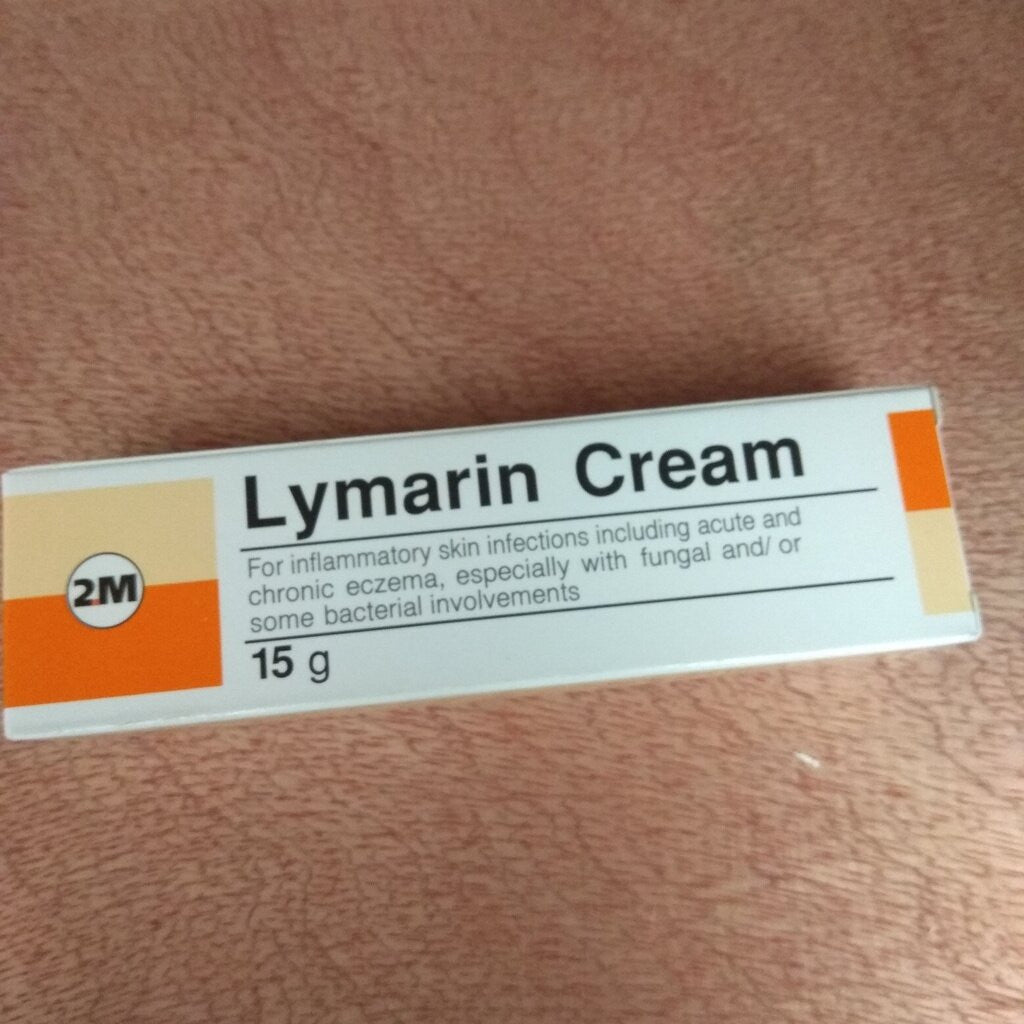 Lymarin Cream
For inflammatory skin infections including acute and
chronic eczema, especially with fungal and/ or
some bacterial involvements
15 g
2M